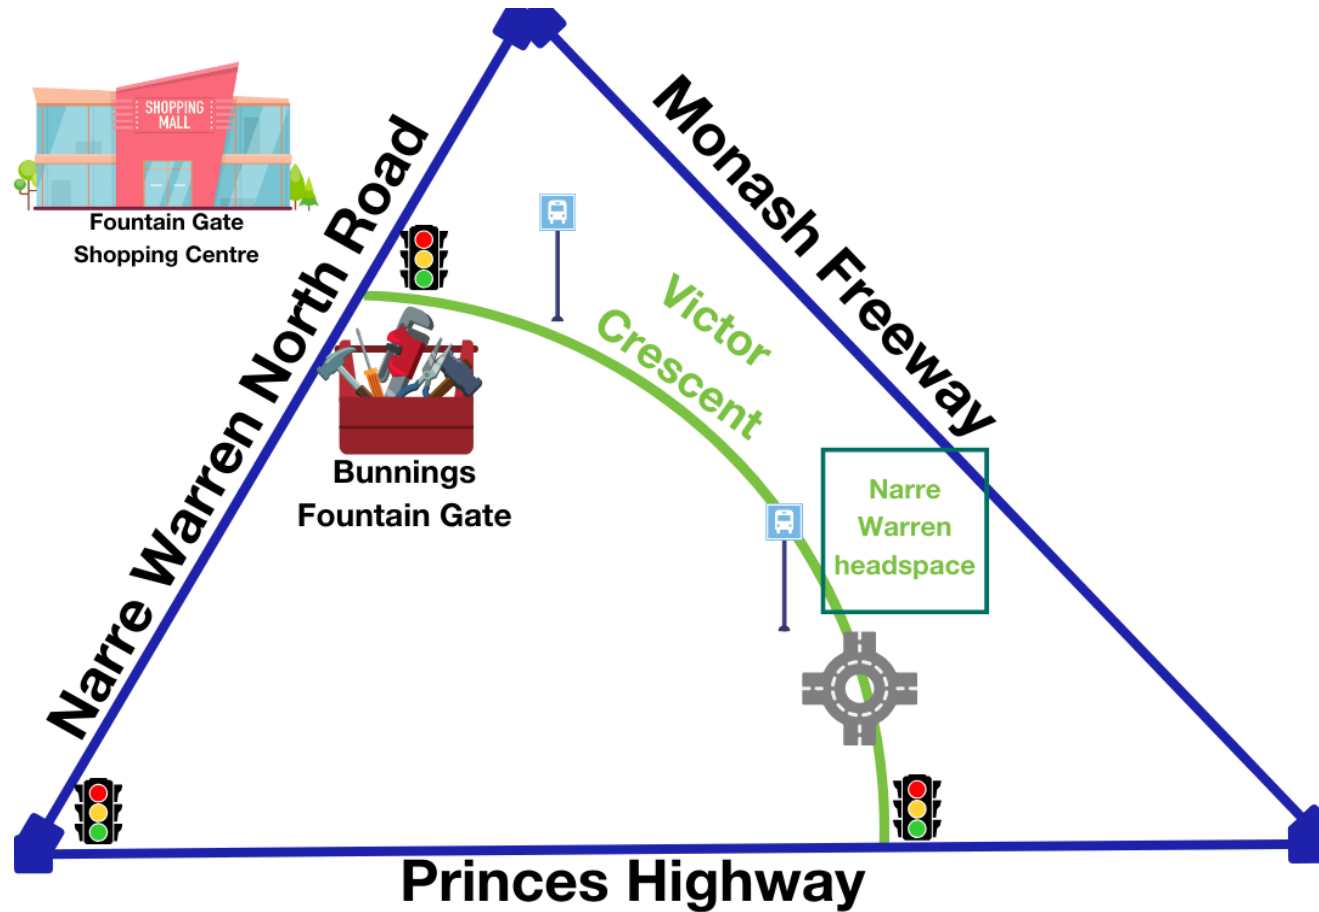 SHOPPING
MALL
Fountain Gate
Shopping Centre
Narre Warren North Road
Monash Freeway
Victor
Crescent
Bunnings
Fountain Gate
Narre
Warren
headspace
Princes Highway